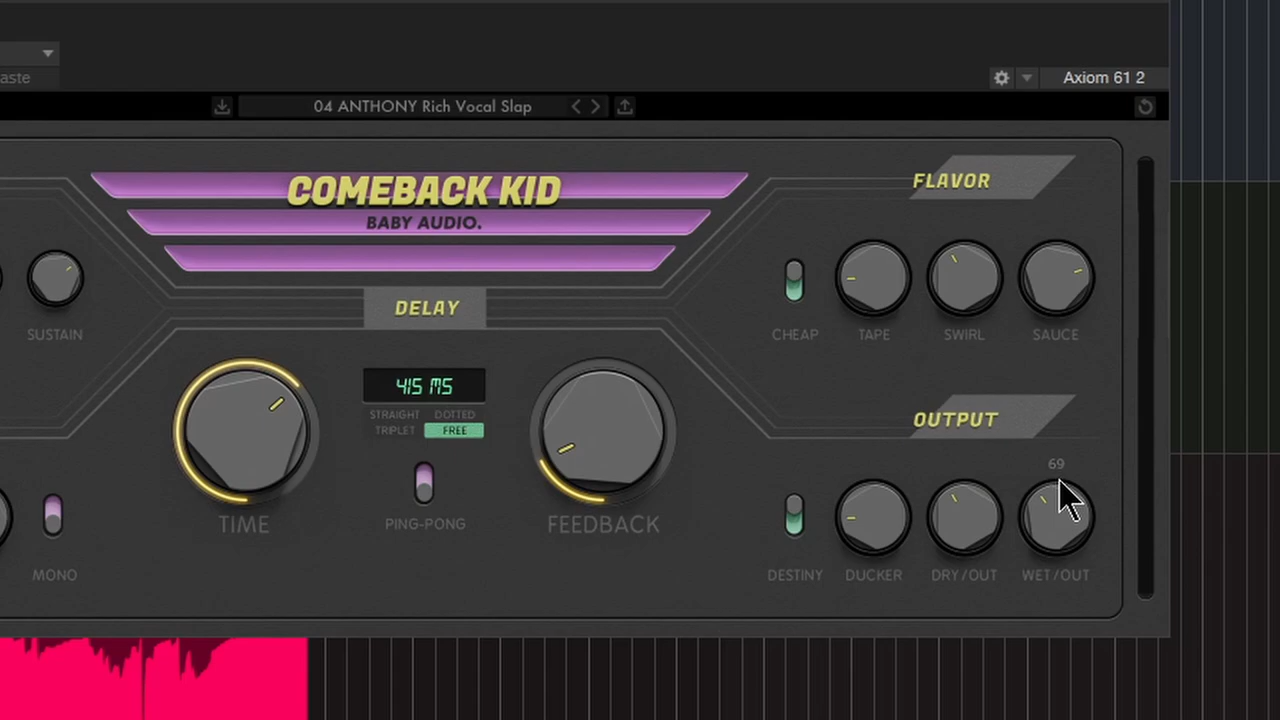 aste
Axiom 61 2
04 ANTHONY Rich Vocal Slap
COMEBACK KID
BABY AUDIO.
FLAVOR
SUSTAIN
DELAY
CHEAP
TAPE
SWIRL
SAUCE
415 MS
STRAIGHT
DOTTED
TRIPLET
FREE
OUTPUT
69
PING-PONG
TIME
FEEDBACK
MONO
DESTINY
DUCKER
DRY/OUT
WET/OUT